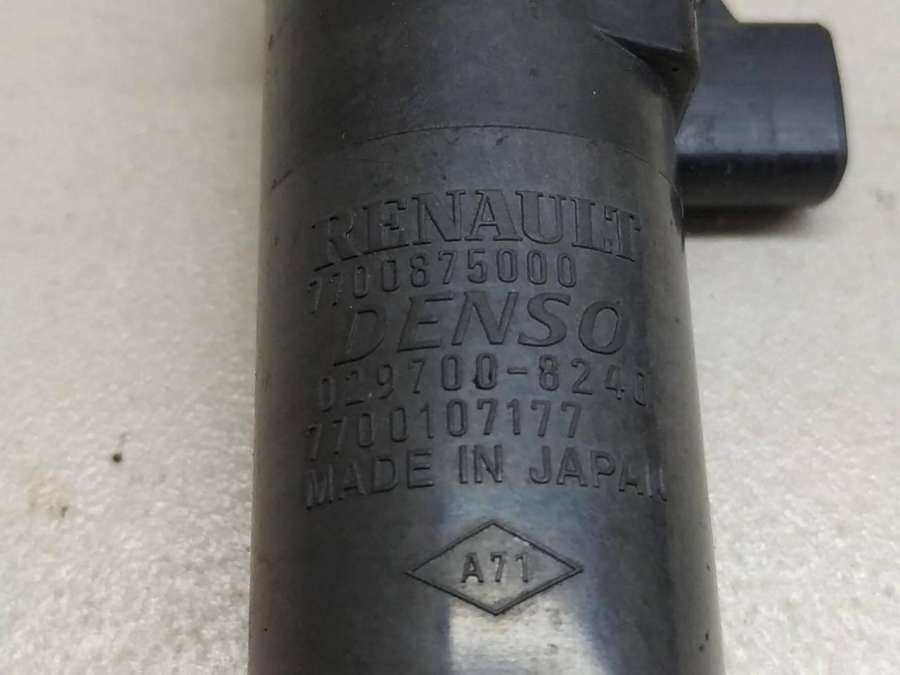 RENAULT
7700875000
DENSO
029700-8240
7700107177
MADE IN JAPAN
A71